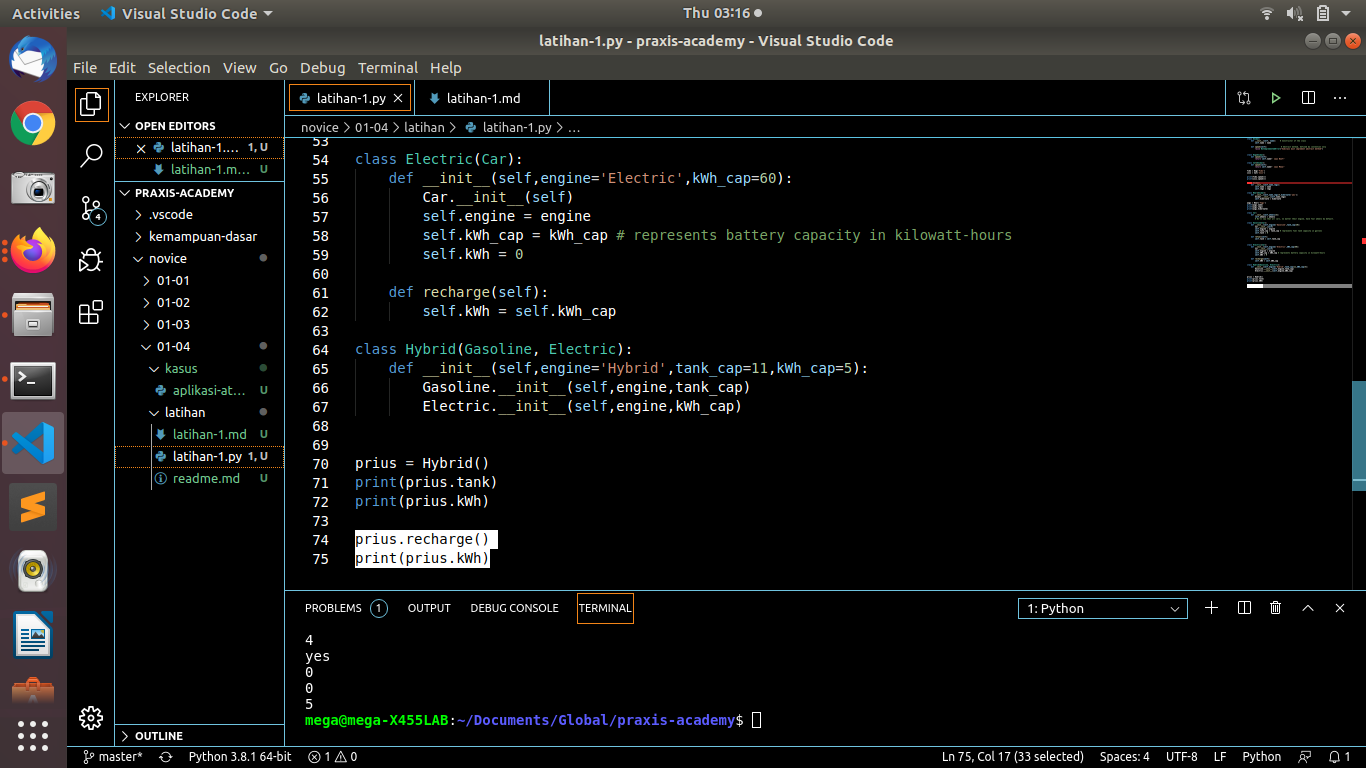 Activities Visual Studio Code Thu 03:16
latihan-1.py - praxis-academy - Visual Studio Code
File Edit Selection View Go Debug Terminal Help
EXPLORER
OPEN EDITORS
latihan-1.... 1, U
latihan-1.m... U
PRAXIS-ACADEMY
.vscode
kemampuan-dasar
novice
01-01
01-02
01-03
01-04
kasus
aplikasi-at... U
latihan
latihan-1.md U
latihan-1.py 1, U
readme.md U
OUTLINE
4
latihan-1.py latihan-1.md
novice > 01-04 > latihan > latihan-1.py > ...
53
54 class Electric(Car):
55 def __init__(self,engine='Electric',kWh_cap=60):
56 Car.__init__(self)
57 self.engine = engine
58 self.kWh_cap = kWh_cap # represents battery capacity in kilowatt-hours
59 self.kWh = 0
60
61 def recharge(self):
62 self.kWh = self.kWh_cap
63
64 class Hybrid(Gasoline, Electric):
65 def __init__(self,engine='Hybrid',tank_cap=11,kWh_cap=5):
66 Gasoline.__init__(self,engine,tank_cap)
67 Electric.__init__(self,engine,kWh_cap)
68
69
70 prius = Hybrid()
71 print(prius.tank)
72 print(prius.kWh)
73
74 prius.recharge()
75 print(prius.kWh)
PROBLEMS 1 OUTPUT DEBUG CONSOLE TERMINAL 1: Python
4
yes
0
0
5
mega@mega-X455LAB:~/Documents/Global/praxis-academy$
master* Python 3.8.1 64-bit 1 0 Ln 75, Col 17 (33 selected) Spaces: 4 UTF-8 LF Python 1